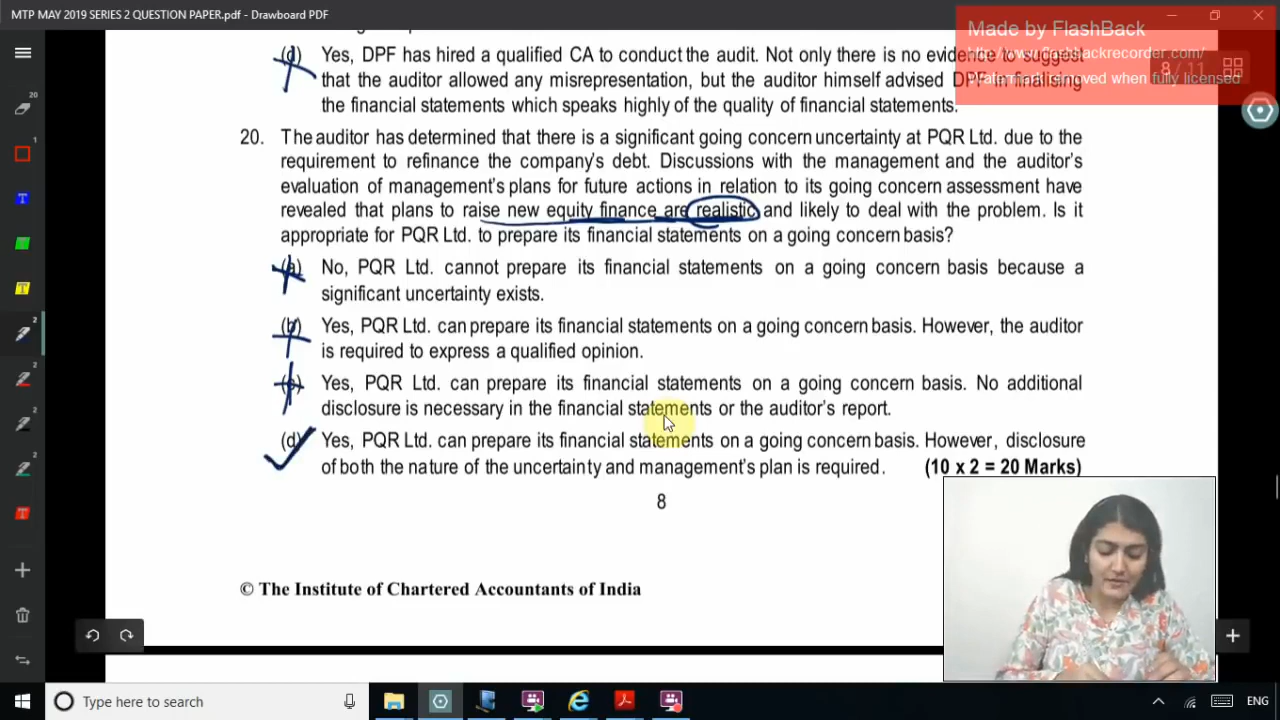 MTP MAY 2019 SERIES 2 QUESTION PAPER.pdf - Drawboard PDF
Made by FlashBack
http://www.flashbackrecorder.com/
Watermark removed when fully licensed
8 / 11
(d) Yes, DPF has hired a qualified CA to conduct the audit. Not only there is no evidence to suggest
that the auditor allowed any misrepresentation, but the auditor himself advised DPF in finalising
the financial statements which speaks highly of the quality of financial statements.
20. The auditor has determined that there is a significant going concern uncertainty at PQR Ltd. due to the
requirement to refinance the company's debt. Discussions with the management and the auditor's
evaluation of management's plans for future actions in relation to its going concern assessment have
revealed that plans to raise new equity finance are realistic and likely to deal with the problem. Is it
appropriate for PQR Ltd. to prepare its financial statements on a going concern basis?
(a) No, PQR Ltd. cannot prepare its financial statements on a going concern basis because a
significant uncertainty exists.
(b) Yes, PQR Ltd. can prepare its financial statements on a going concern basis. However, the auditor
is required to express a qualified opinion.
(c) Yes, PQR Ltd. can prepare its financial statements on a going concern basis. No additional
disclosure is necessary in the financial statements or the auditor's report.
(d) Yes, PQR Ltd. can prepare its financial statements on a going concern basis. However, disclosure
of both the nature of the uncertainty and management's plan is required. (10 x 2 = 20 Marks)
8
© The Institute of Chartered Accountants of India
Type here to search
ENG